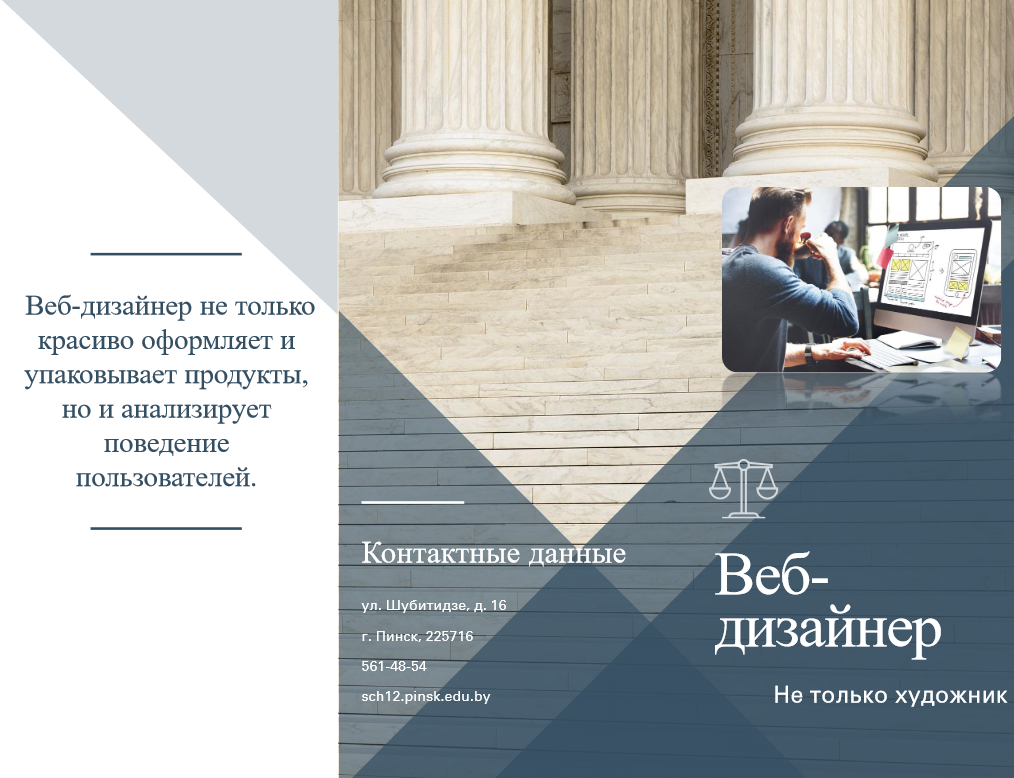 Веб-дизайнер не только
красиво оформляет и
упаковывает продукты,
но и анализирует
поведение
пользователей.
Контактные данные
ул. Шубитидзе, д. 16
г. Пинск, 225716
561-48-54
sch12.pinsk.edu.by
Веб-
дизайнер
Не только художник